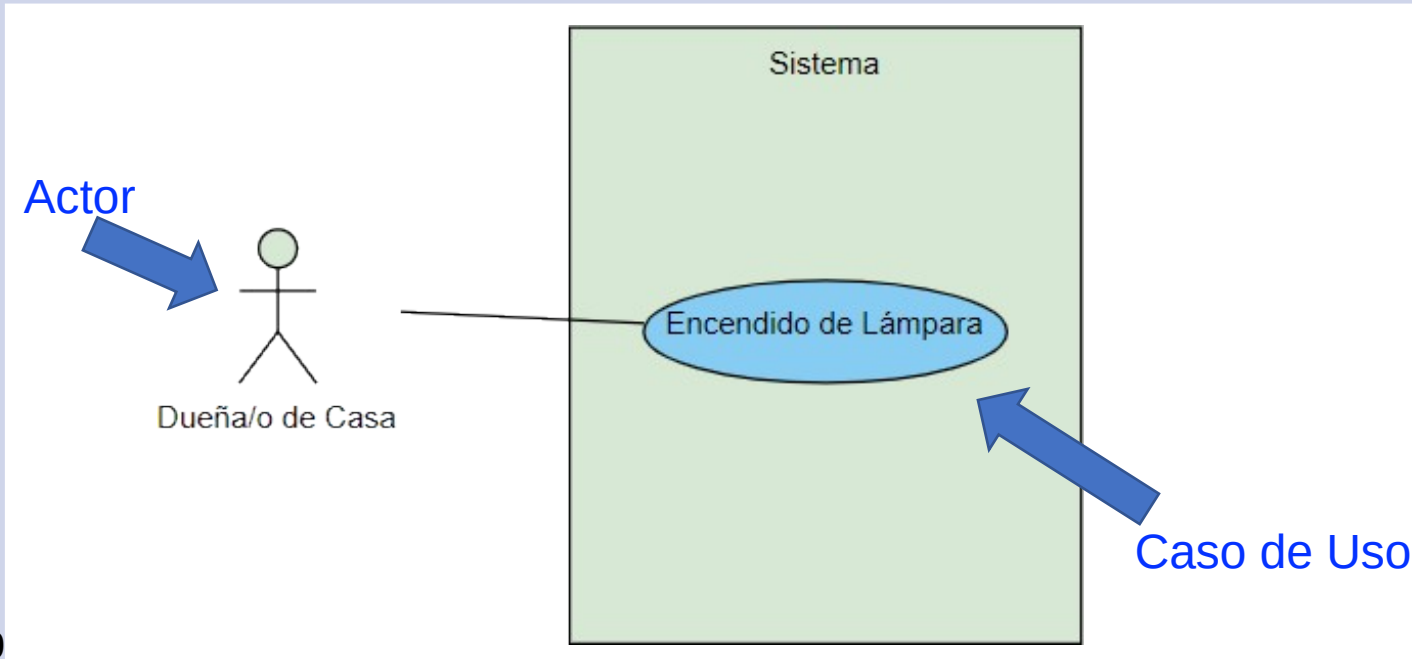 Sistema
Actor
Encendido de Lámpara
Dueña/o de Casa
Caso de Uso